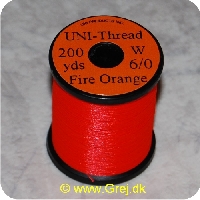 UNI-Thread
200 W
yds 6/0
Fire Orange
© www.Grej.dk